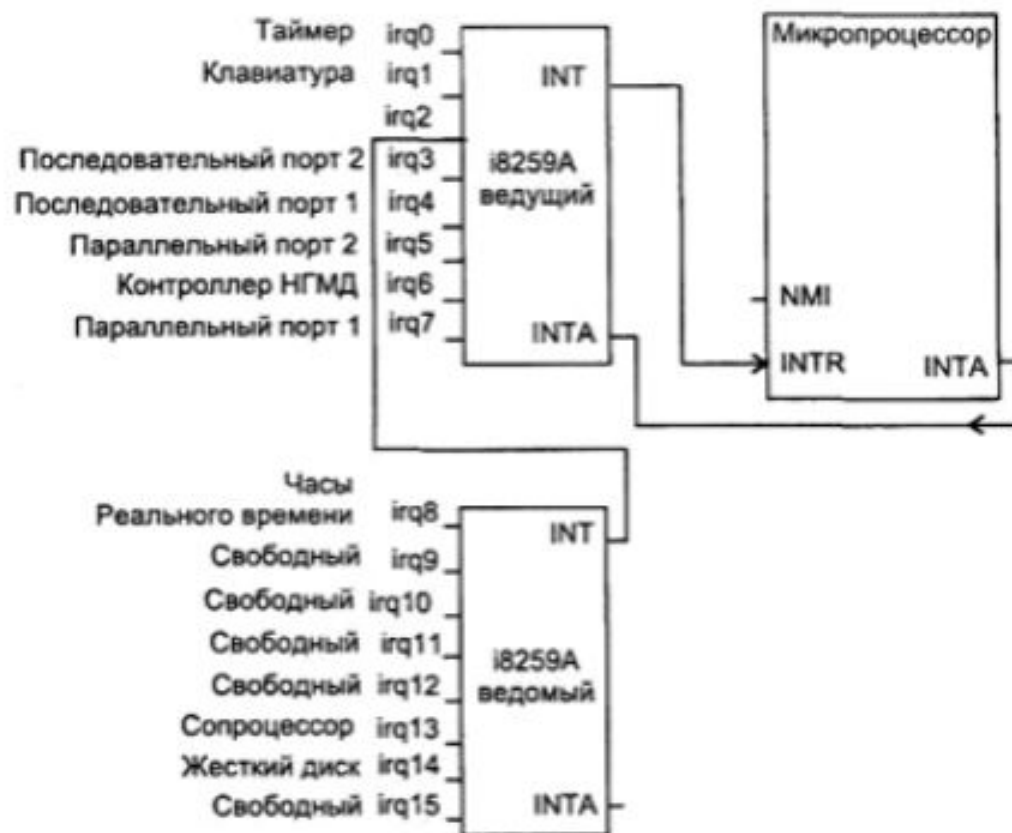 Таймер irq0
Клавиатура irq1
irq2
Последовательный порт 2 irq3
Последовательный порт 1 irq4
Параллельный порт 2 irq5
Контроллер НГМД irq6
Параллельный порт 1 irq7
INT
i8259A
ведущий
INTA
Микропроцессор
NMI
INTR INTA
Часы
Реального времени irq8
Свободный irq9
Свободный irq10
Свободный irq11
Свободный irq12
Сопроцессор irq13
Жесткий диск irq14
Свободный irq15
INT
i8259A
ведомый
INTA